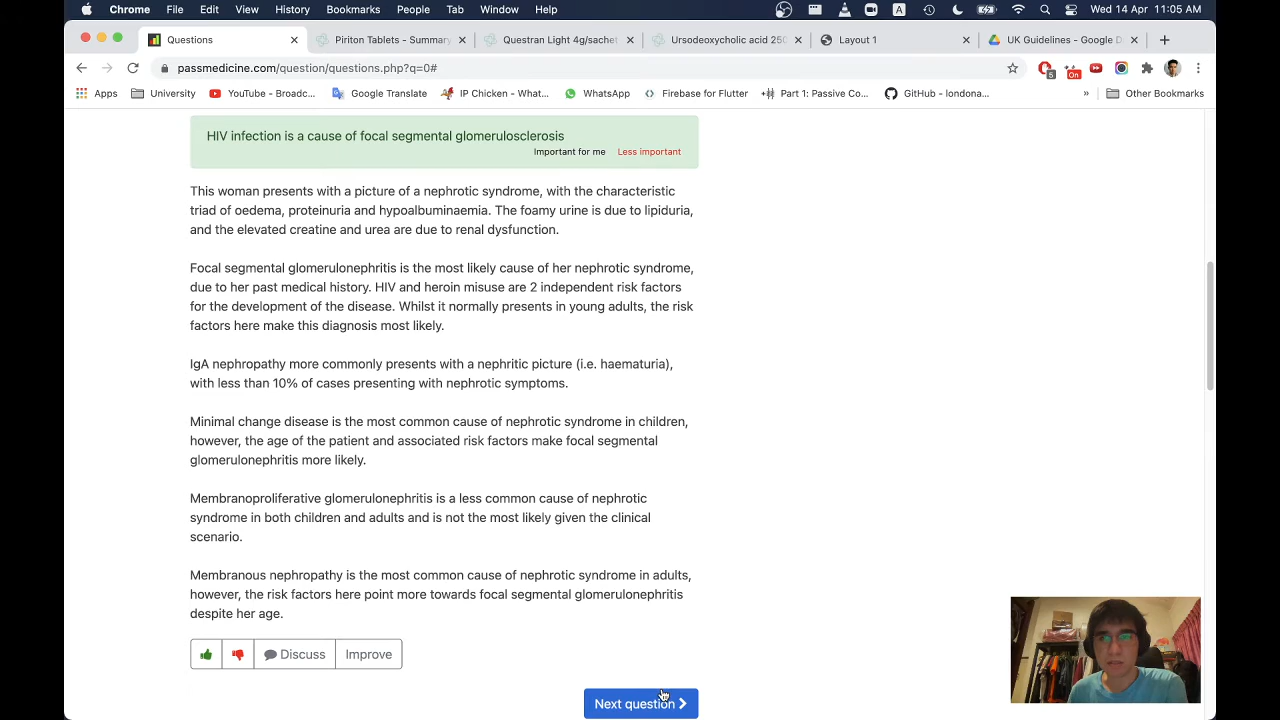 Chrome File Edit View History Bookmarks People Tab Window Help A Wed 14 Apr 11:05 AM
Questions Piriton Tablets - Summary Questran Light 4g/sachet Ursodeoxycholic acid 250 UK Guidelines - Google D
passmedicine.com/question/questions.php?q=0# 5 On
Apps University YouTube - Broadc... Google Translate IP Chicken - What... WhatsApp Firebase for Flutter Part 1: Passive Co... GitHub - londona... » Other Bookmarks
HIV infection is a cause of focal segmental glomerulosclerosis
Important for me Less important
This woman presents with a picture of a nephrotic syndrome, with the characteristic
triad of oedema, proteinuria and hypoalbuminaemia. The foamy urine is due to lipiduria,
and the elevated creatine and urea are due to renal dysfunction.
Focal segmental glomerulonephritis is the most likely cause of her nephrotic syndrome,
due to her past medical history. HIV and heroin misuse are 2 independent risk factors
for the development of the disease. Whilst it normally presents in young adults, the risk
factors here make this diagnosis most likely.
IgA nephropathy more commonly presents with a nephritic picture (i.e. haematuria),
with less than 10% of cases presenting with nephrotic symptoms.
Minimal change disease is the most common cause of nephrotic syndrome in children,
however, the age of the patient and associated risk factors make focal segmental
glomerulonephritis more likely.
Membranoproliferative glomerulonephritis is a less common cause of nephrotic
syndrome in both children and adults and is not the most likely given the clinical
scenario.
Membranous nephropathy is the most common cause of nephrotic syndrome in adults,
however, the risk factors here point more towards focal segmental glomerulonephritis
despite her age.
Discuss Improve
Next question